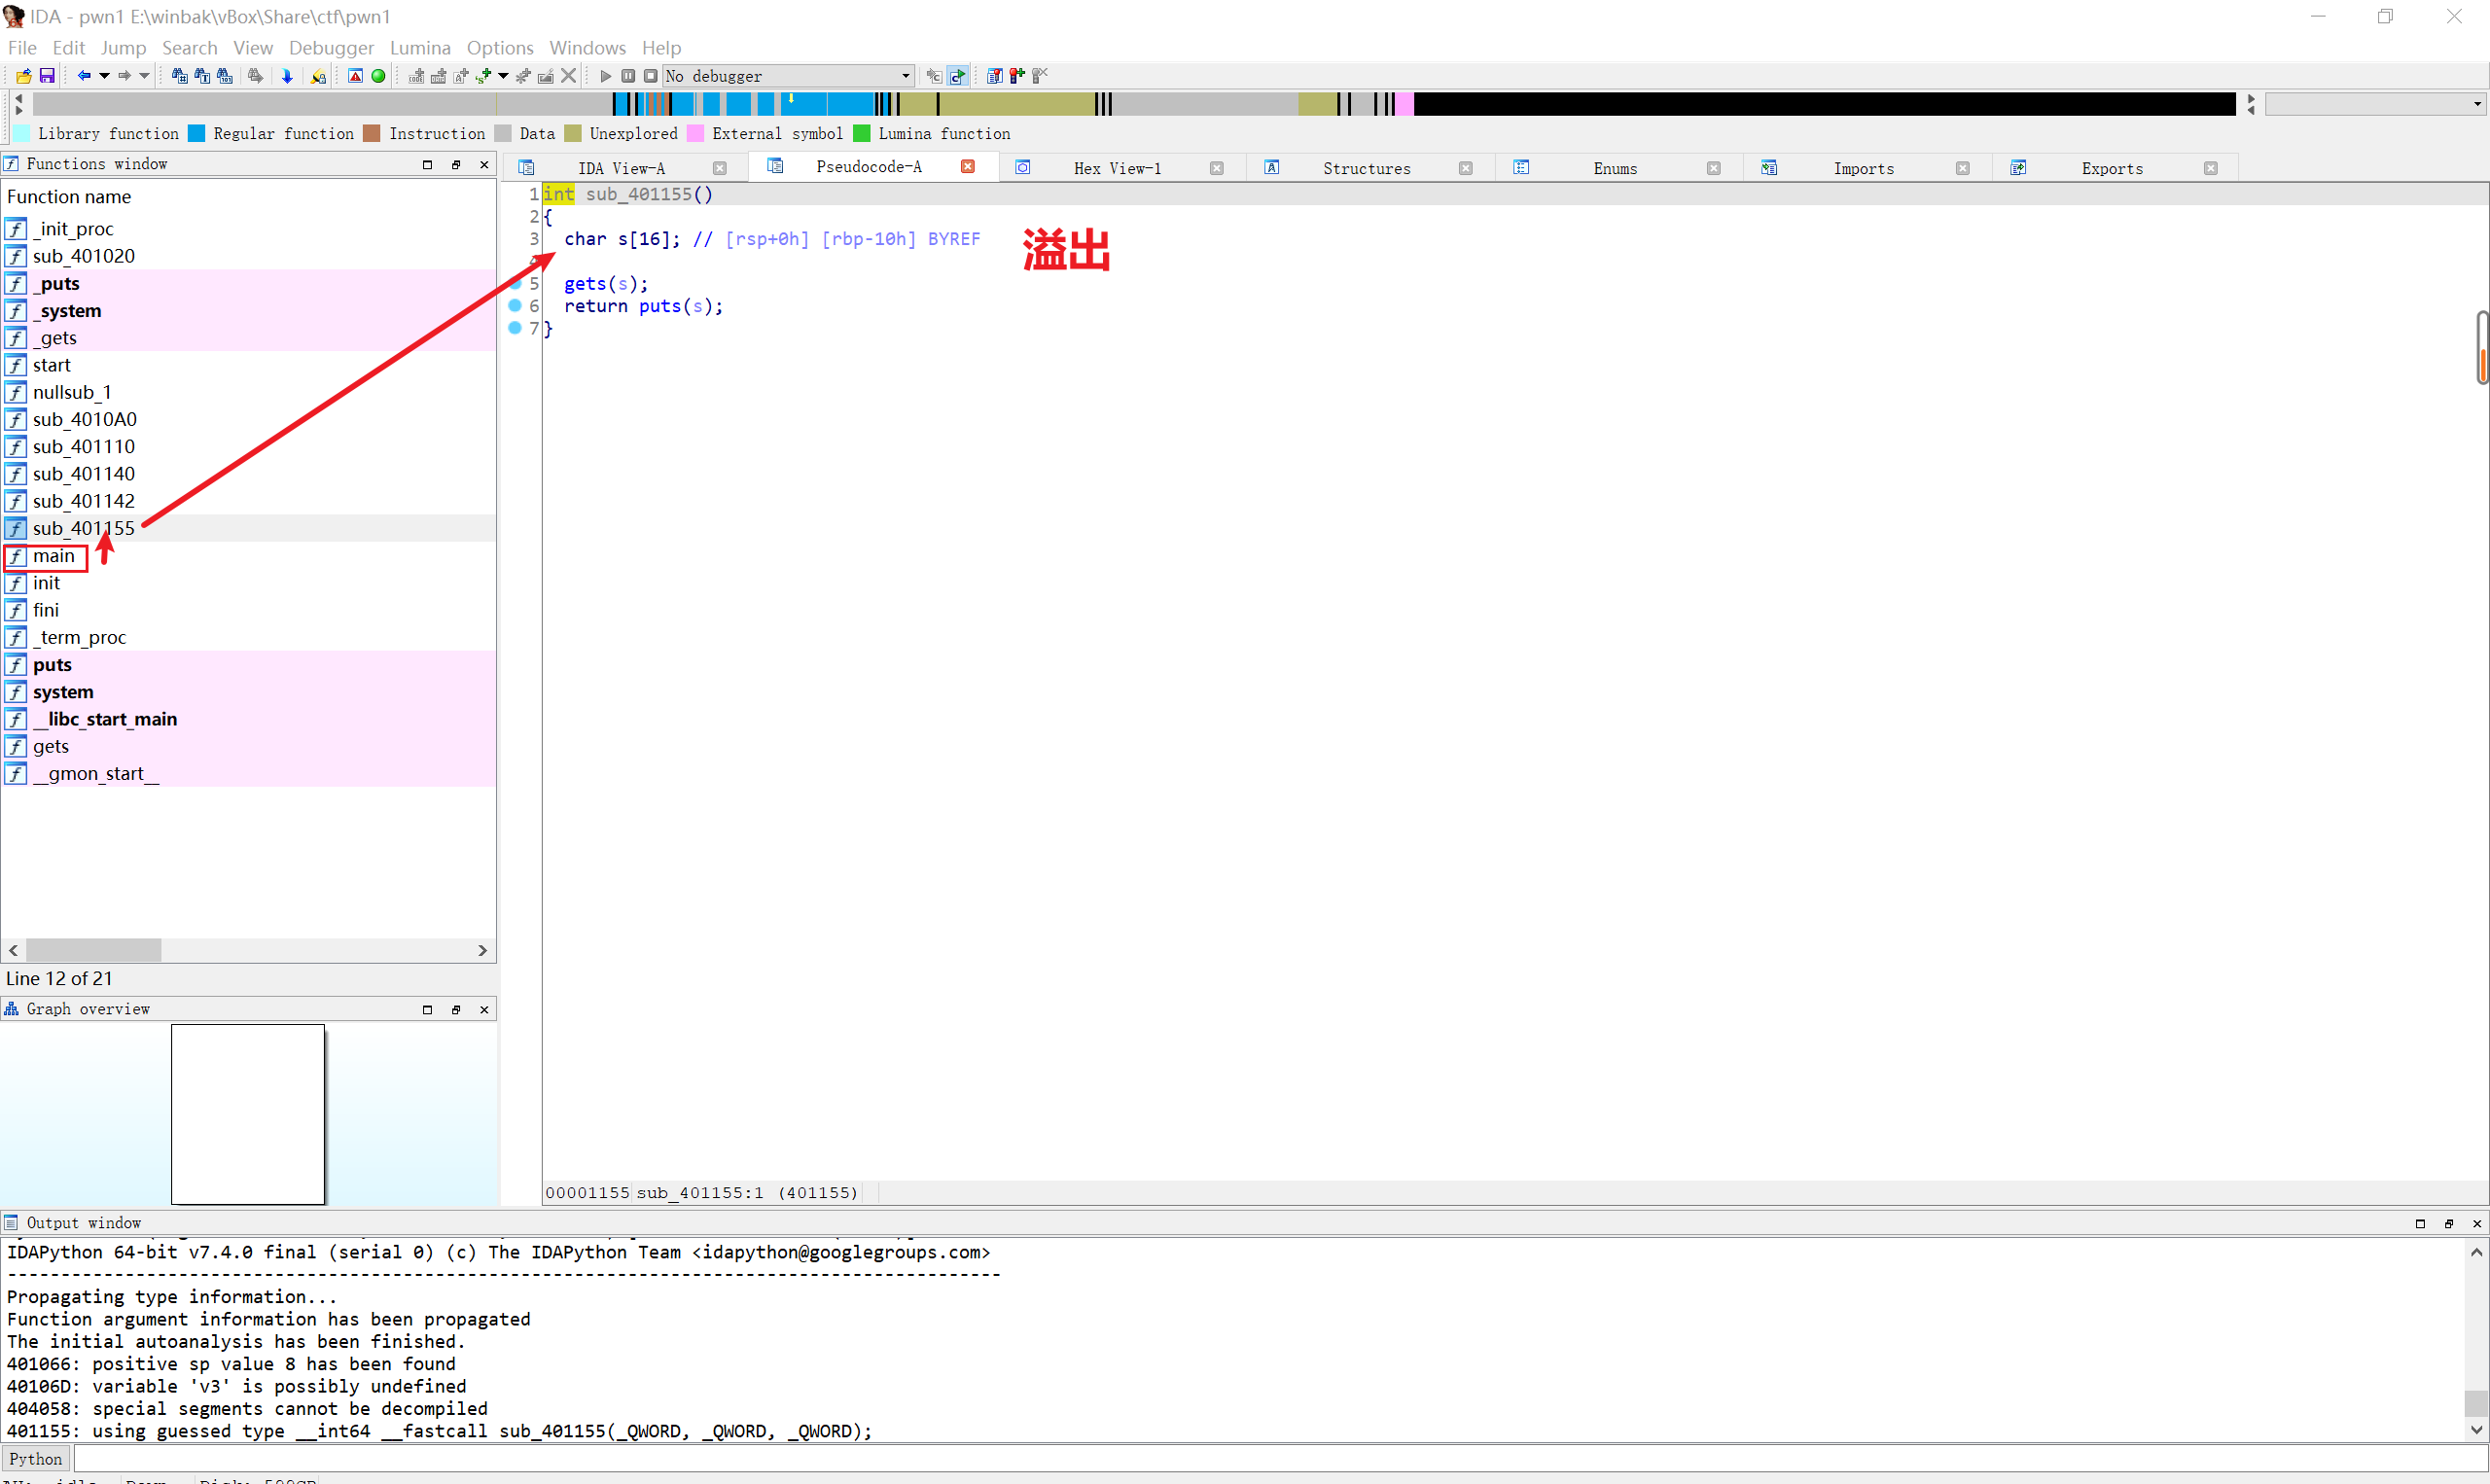 IDA - pwn1 E:\winbak\vBox\Share\ctf\pwn1
File Edit Jump Search View Debugger Lumina Options Windows Help
No debugger
Library function Regular function Instruction Data Unexplored External symbol Lumina function
Functions window
IDA View-A Pseudocode-A Hex View-1 Structures Enums Imports Exports
Function name
_init_proc
sub_401020
_puts
_system
_gets
start
nullsub_1
sub_4010A0
sub_401110
sub_401140
sub_401142
sub_401155
main
init
fini
_term_proc
puts
system
__libc_start_main
gets
__gmon_start__
Line 12 of 21
Graph overview
1 int sub_401155()
2 {
3 char s[16]; // [rsp+0h] [rbp-10h] BYREF
溢出
4
5 gets(s);
6 return puts(s);
7 }
00001155 sub_401155:1 (401155)
Output window
IDAPython 64-bit v7.4.0 final (serial 0) (c) The IDAPython Team <idapython@googlegroups.com>
---------------------------------------------------------------------------------------------
Propagating type information...
Function argument information has been propagated
The initial autoanalysis has been finished.
401066: positive sp value 8 has been found
40106D: variable 'v3' is possibly undefined
404058: special segments cannot be decompiled
401155: using guessed type __int64 __fastcall sub_401155(_QWORD, _QWORD, _QWORD);
Python